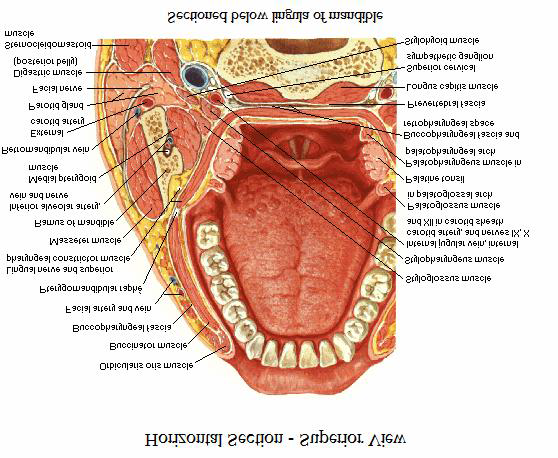 Horizontal Section - Superior View
Orbicularis oris muscle
Buccinator muscle
Buccopharyngeal fascia
Facial artery and vein
Pterygomandibular raphé
Lingual nerve and superior
pharyngeal constrictor muscle
Masseter muscle
Ramus of mandible
Inferior alveolar artery,
vein and nerve
Medial pterygoid
muscle
Retromandibular vein
External
carotid artery
Parotid gland
Facial nerve
Digastric muscle
(posterior belly)
Sternocleidomastoid
muscle
Styloglossus muscle
Stylopharyngeus muscle
Internal jugular vein, internal
carotid artery, and nerves IX, X
and XII in carotid sheath
Palatoglossus muscle
in palatoglossal arch
Palatine tonsil
Palatopharyngeus muscle in
palatopharyngeal arch
Buccopharyngeal fascia and
retropharyngeal space
Prevertebral fascia
Longus capitis muscle
Superior cervical
sympathetic ganglion
Stylohyoid muscle
Sectioned below lingula of mandible